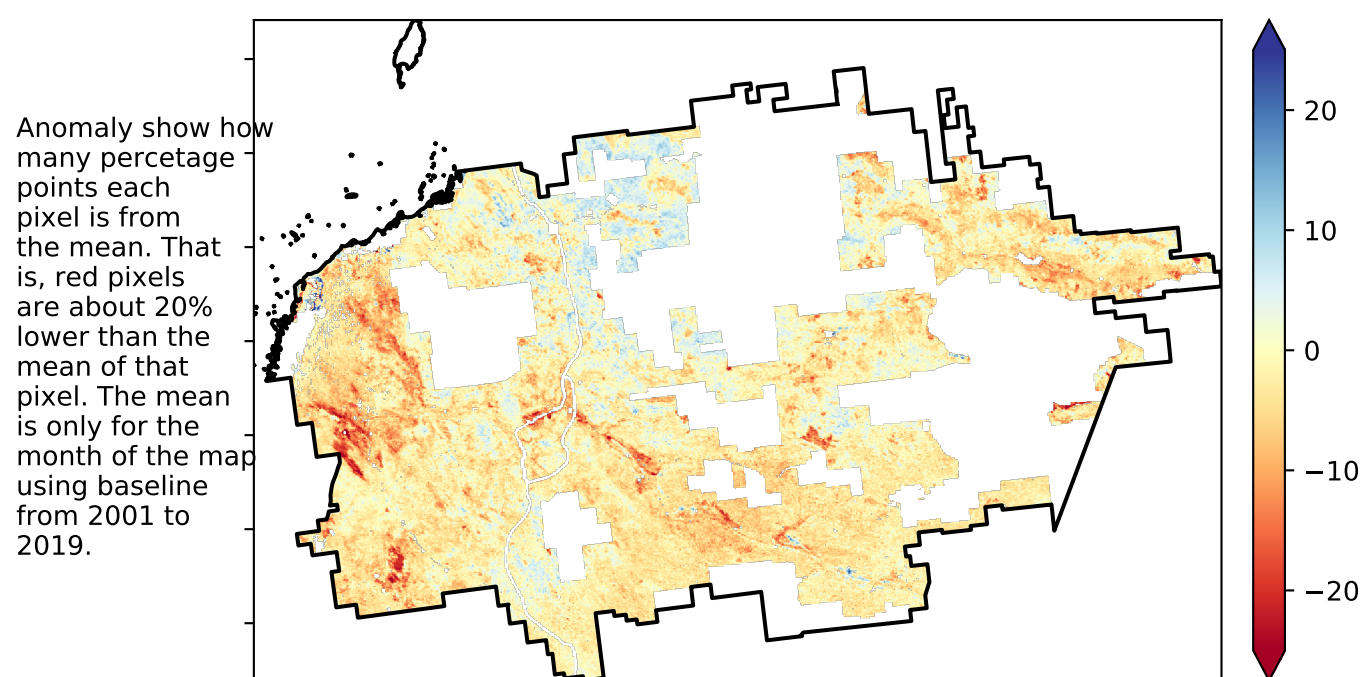 Anomaly show how
many percetage
points each
pixel is from
the mean. That
is, red pixels
are about 20%
lower than the
mean of that
pixel. The mean
is only for the
month of the map
using baseline
from 2001 to
2019.
20
10
0
−10
−20